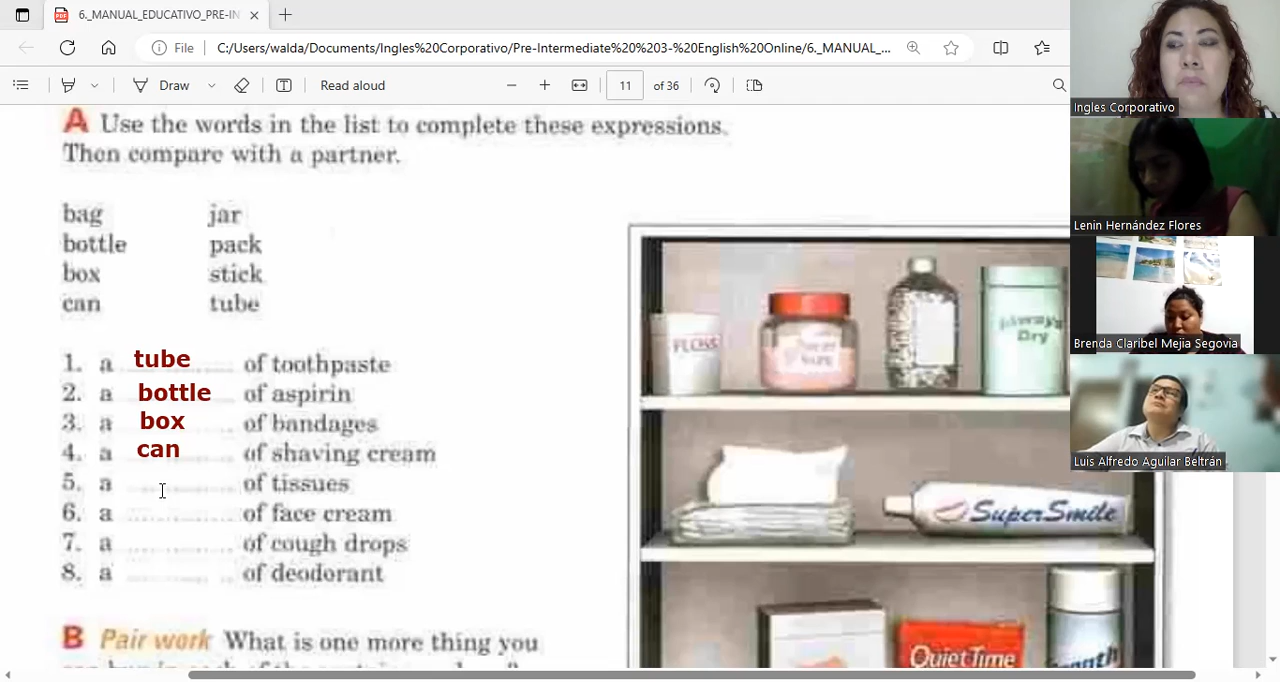 6._MANUAL_EDUCATIVO_PRE-IN
File C:/Users/walda/Documents/Ingles%20Corporativo/Pre-Intermediate%20%203-%20English%20Online/6._MANUAL_...
Draw Read aloud 11 of 36
A Use the words in the list to complete these expressions.
Then compare with a partner.
bag jar
bottle pack
box stick
can tube
1. a tube of toothpaste
2. a bottle of aspirin
3. a box of bandages
4. a can of shaving cream
5. a of tissues
6. a of face cream
7. a of cough drops
8. a of deodorant
B Pair work What is one more thing you
FLOSS
Always
Dry
SuperSmile
QuietTime
Ingles Corporativo
Lenin Hernández Flores
Brenda Claribel Mejia Segovia
Luis Alfredo Aguilar Beltrán